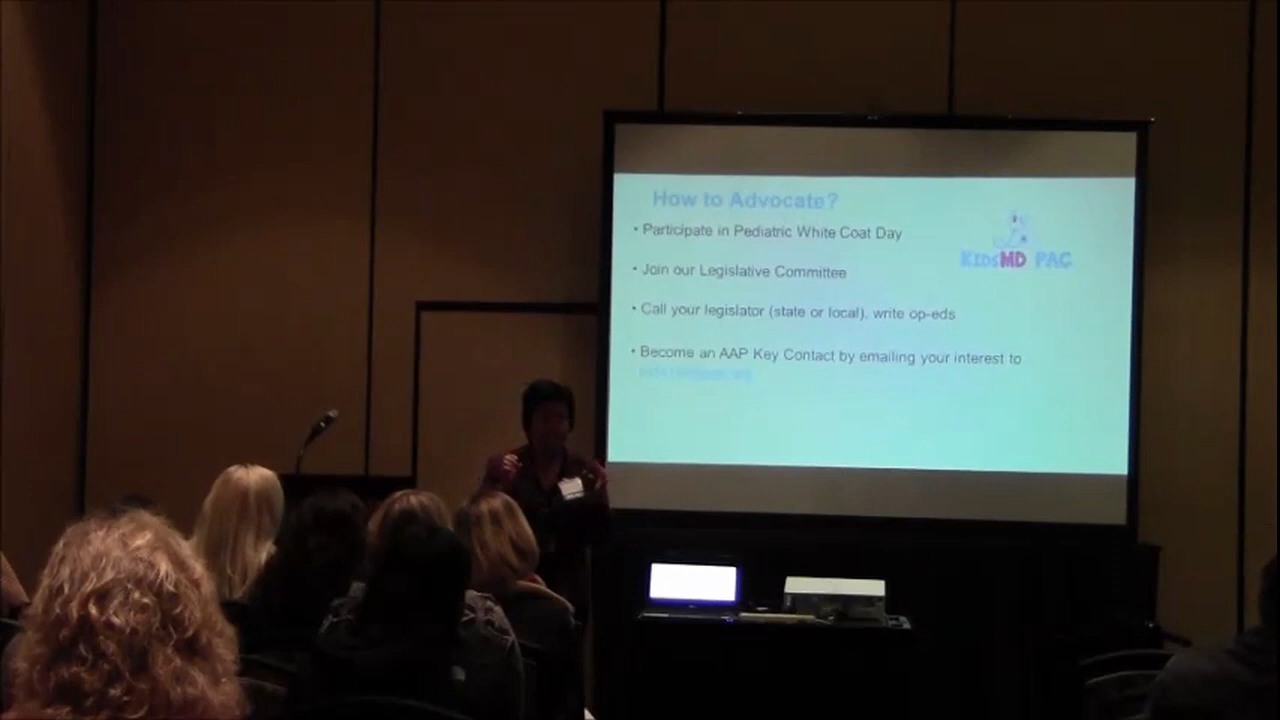 How to Advocate?
• Participate in Pediatric White Coat Day
KIDSMD PAC
• Join our Legislative Committee
• Call your legislator (state or local), write op-eds
• Become an AAP Key Contact by emailing your interest to